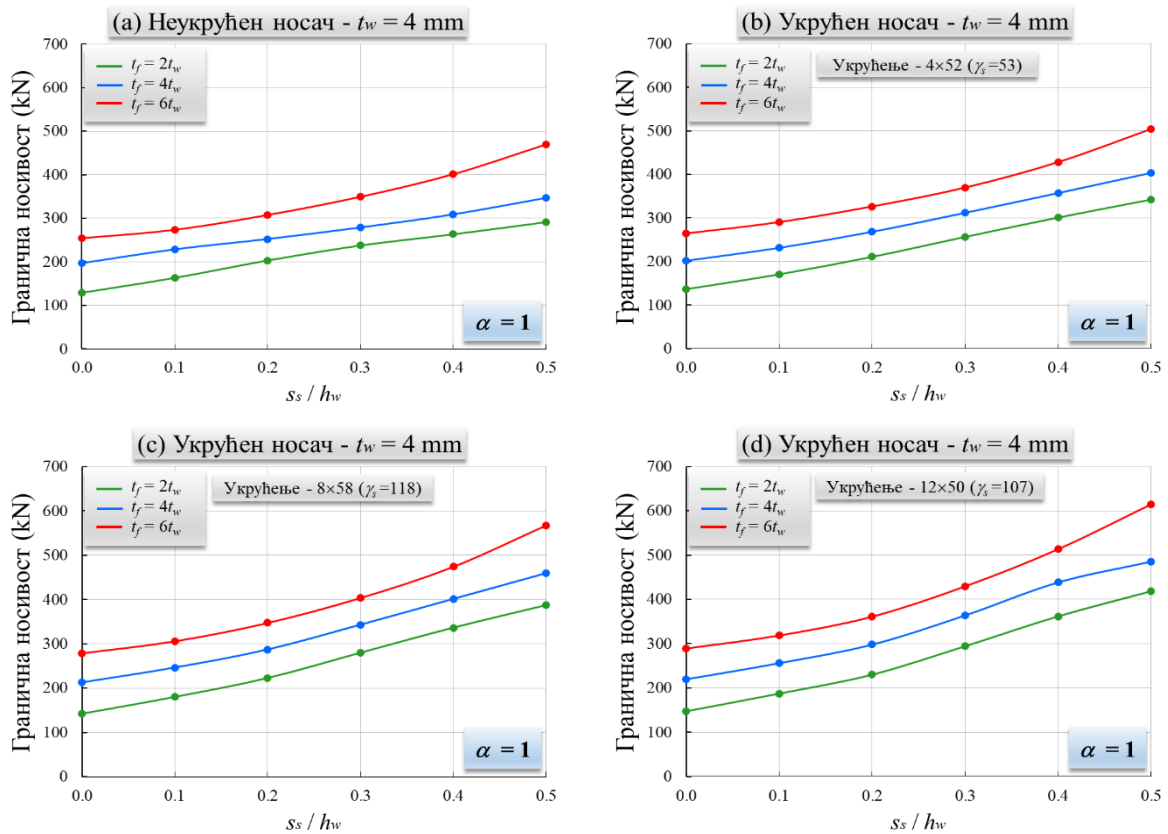 (a) Неукрућен носач - tw = 4 mm
Гранична носивост (kN)
700
600
500
400
300
200
100
0
tf = 2tw
tf = 4tw
tf = 6tw
α = 1
0.0 0.1 0.2 0.3 0.4 0.5
ss / hw
(b) Укрућен носач - tw = 4 mm
Гранична носивост (kN)
700
600
500
400
300
200
100
0
tf = 2tw
tf = 4tw
tf = 6tw
Укрућење - 4×52 (γs=53)
α = 1
0.0 0.1 0.2 0.3 0.4 0.5
ss / hw
(c) Укрућен носач - tw = 4 mm
Гранична носивост (kN)
700
600
500
400
300
200
100
0
tf = 2tw
tf = 4tw
tf = 6tw
Укрућење - 8×58 (γs=118)
α = 1
0.0 0.1 0.2 0.3 0.4 0.5
ss / hw
(d) Укрућен носач - tw = 4 mm
Гранична носивост (kN)
700
600
500
400
300
200
100
0
tf = 2tw
tf = 4tw
tf = 6tw
Укрућење - 12×50 (γs=107)
α = 1
0.0 0.1 0.2 0.3 0.4 0.5
ss / hw